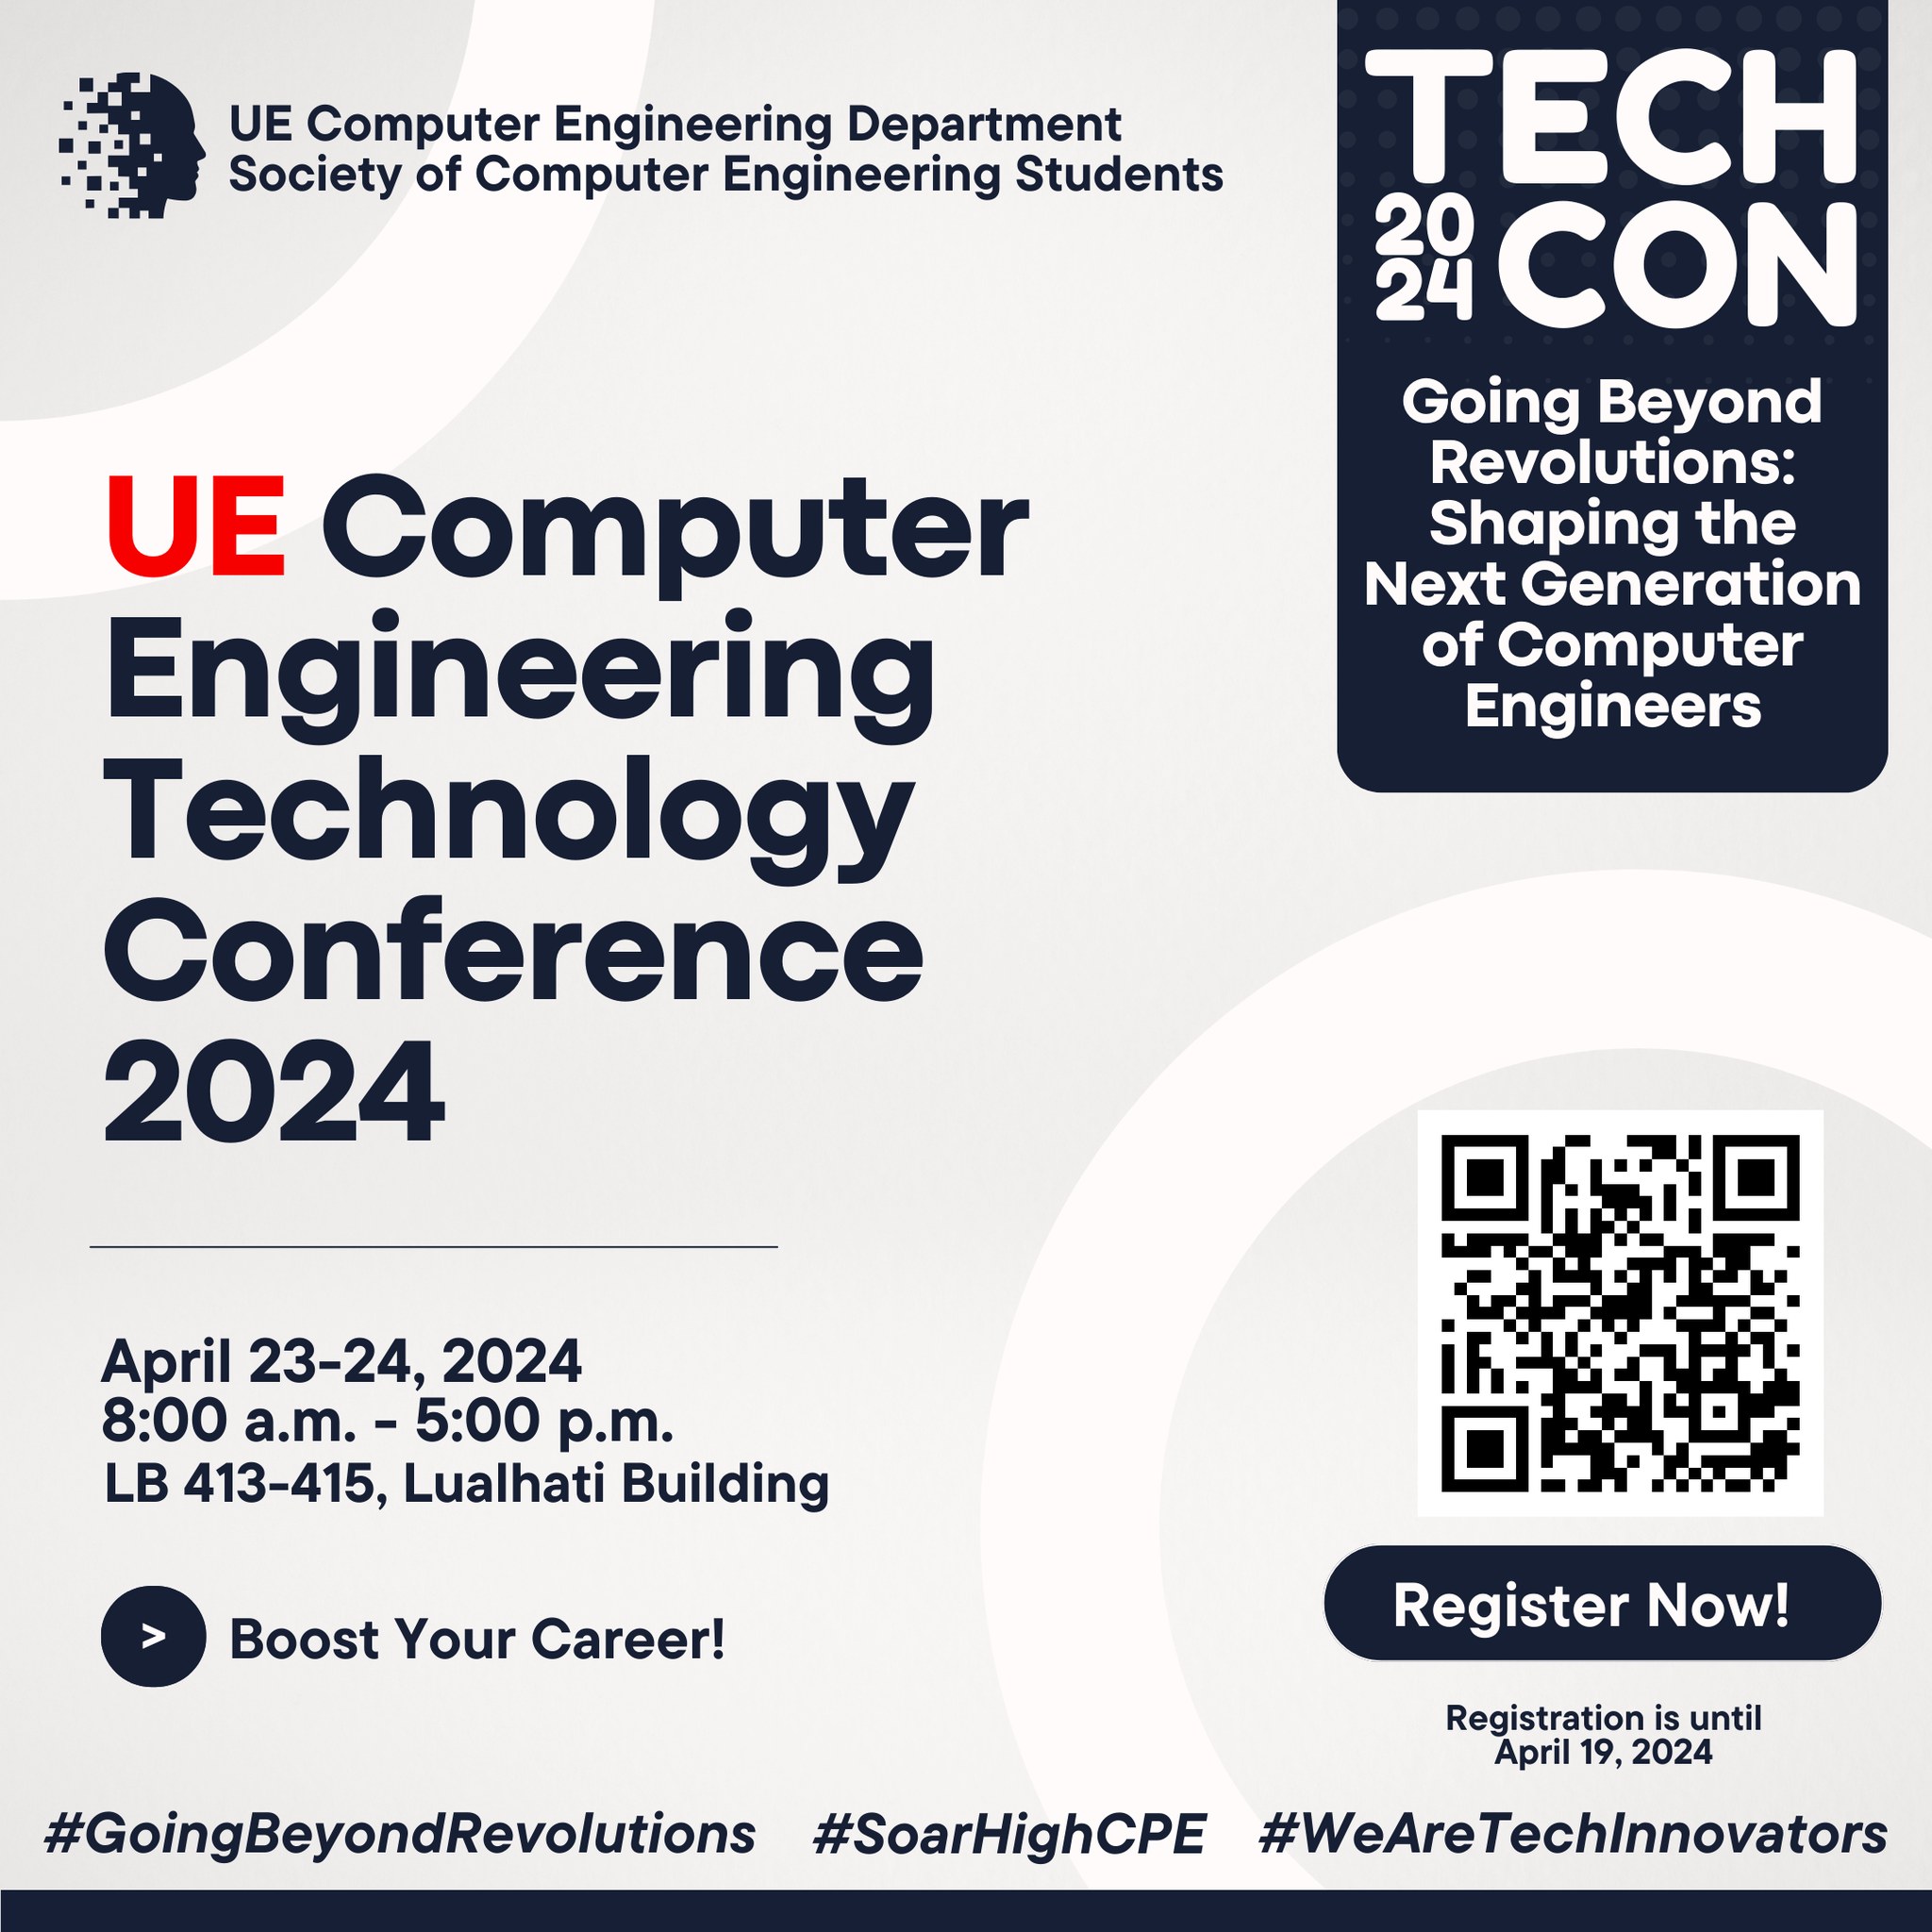 UE Computer Engineering Department
Society of Computer Engineering Students
TECH
20
24
CON
Going Beyond
Revolutions:
Shaping the
Next Generation
of Computer
Engineers
UE Computer
Engineering
Technology
Conference
2024
April 23-24, 2024
8:00 a.m. - 5:00 p.m.
LB 413-415, Lualhati Building
> Boost Your Career!
Register Now!
Registration is until
April 19, 2024
#GoingBeyondRevolutions #SoarHighCPE #WeAreTechInnovators